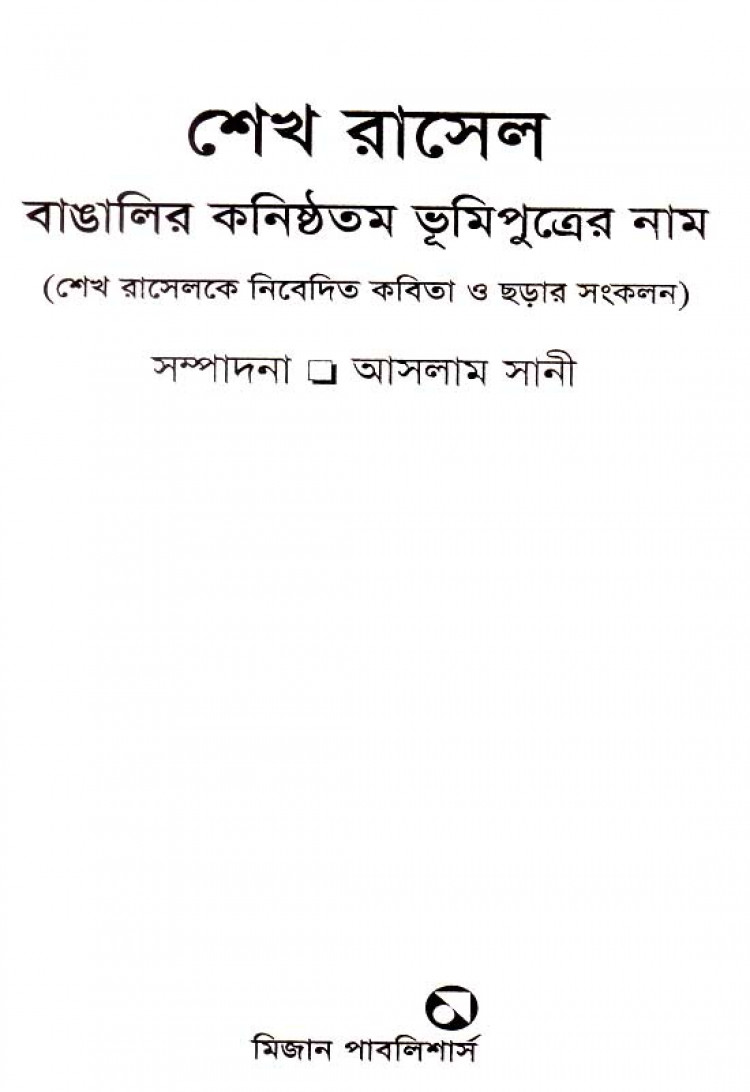 শেখ রাসেল
বাঙালির কনিষ্ঠতম ভূমিপুত্রের নাম
(শেখ রাসেলকে নিবেদিত কবিতা ও ছড়ার সংকলন)
সম্পাদনা ❏ আসলাম সানী
মিজান পাবলিশার্স